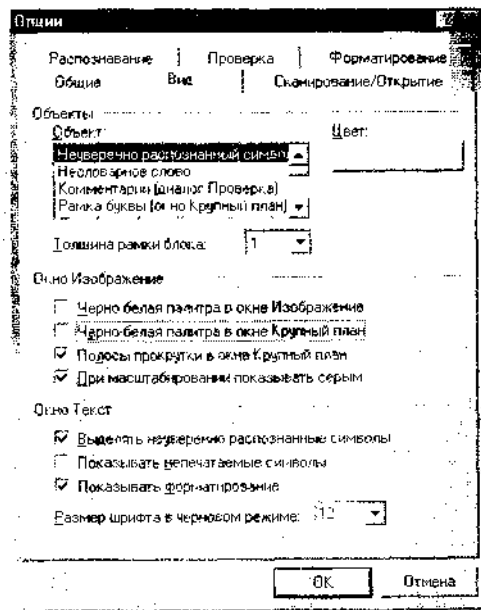 Опции
Распознавание Проверка Форматирование
Общие Вид Сканирование/Открытие
Объекты
Объект: Цвет:
Неуверенно распознанный симво
Несловарное слово
Комментарии (диалог Проверка)
Рамка буквы (окно Крупный план)
Толщина рамки блока: 1
Окно Изображение
Черно-белая палитра в окне Изображение
Черно-белая палитра в окне Крупный план
Полосы прокрутки в окне Крупный план
При масштабировании показывать серым
Окно Текст
Выделять неуверенно распознанные символы
Показывать непечатаемые символы
Показывать форматирование
Размер шрифта в черновом режиме: 12
OK Отмена